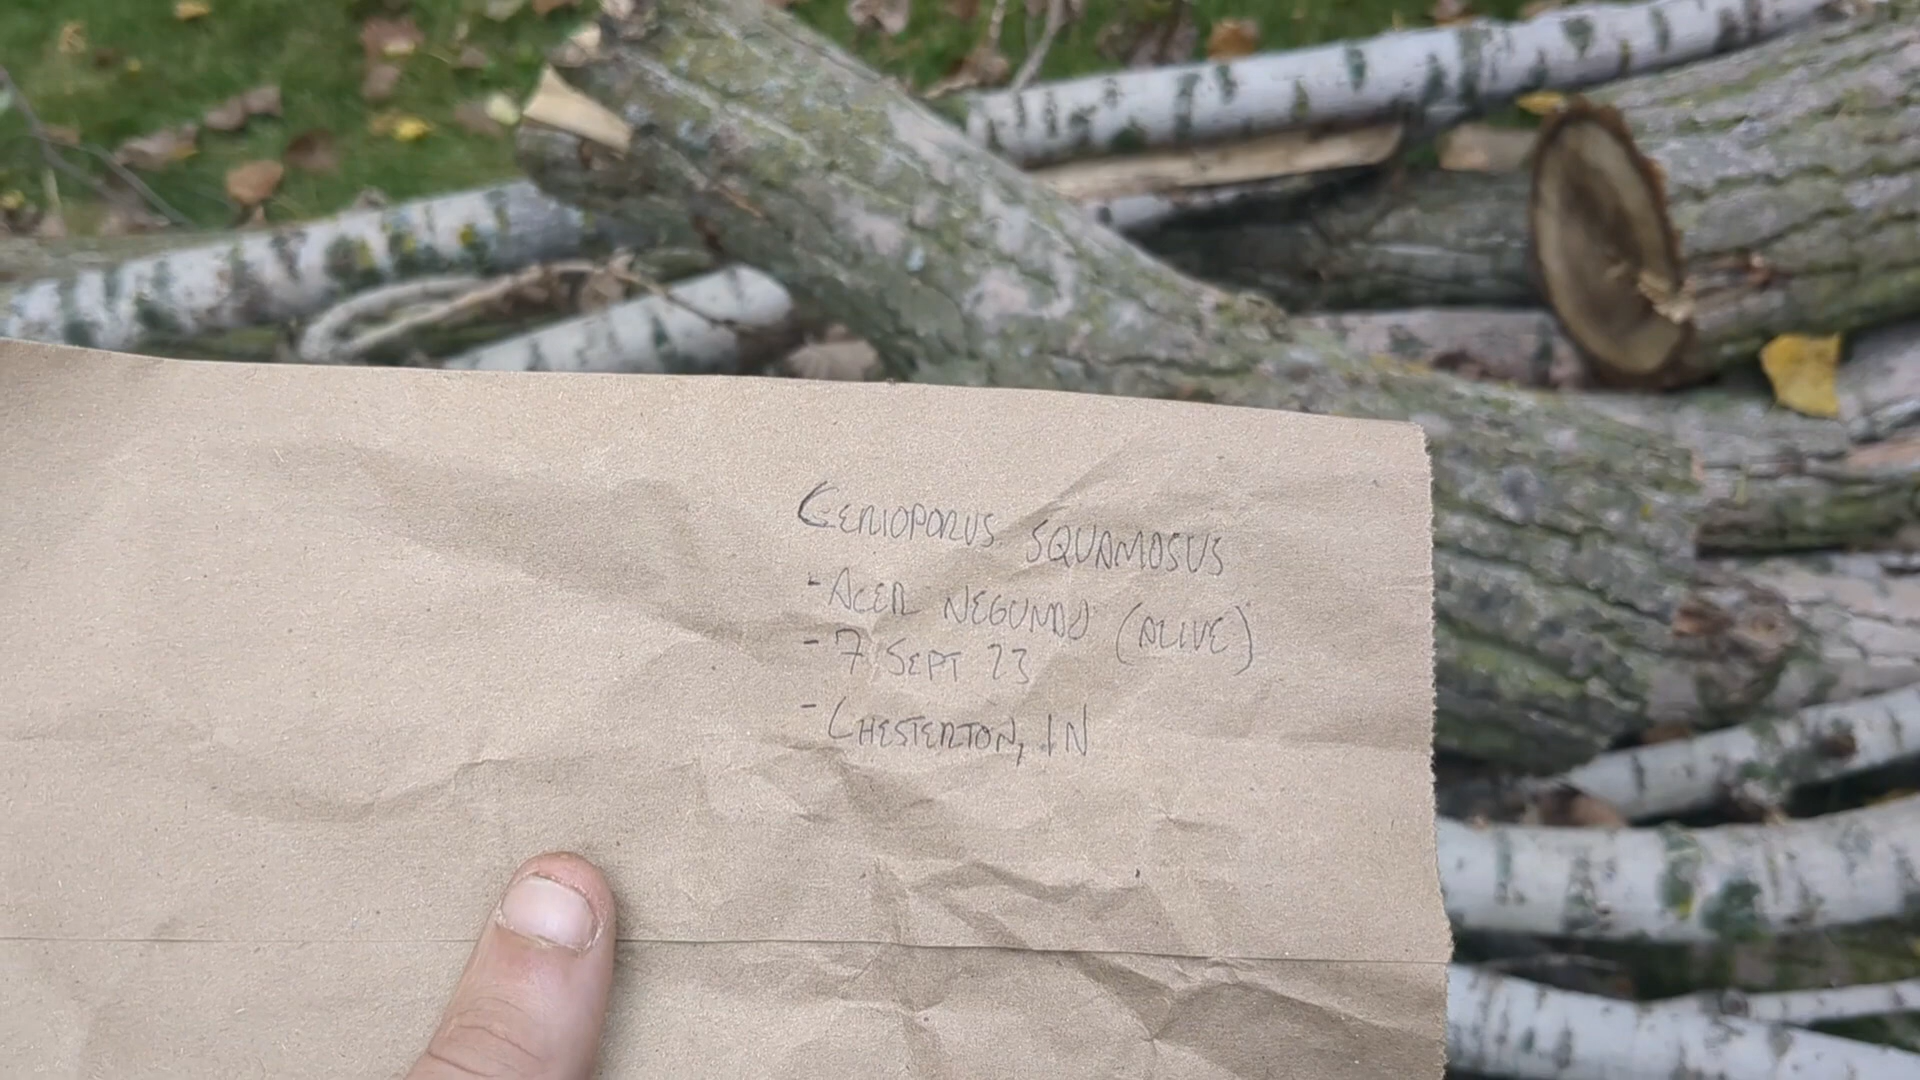 CERIOPORUS SQUAMOSUS
- ACER NEGUNDO (ALIVE)
- 7 SEPT 23
- CHESTERTON, IN